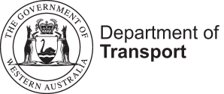 THE GOVERNMENT OF
WESTERN AUSTRALIA
Department of
Transport